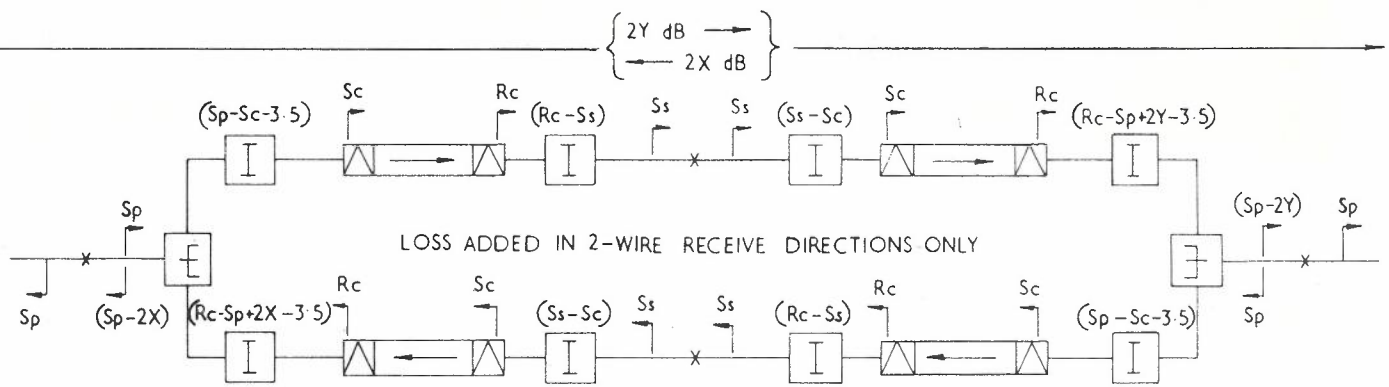 2Y dB
2X dB
Sc
Rc
(Sp-Sc-3·5)
(Rc-Ss)
Ss
Ss
(Ss-Sc)
Sc
Rc
(Rc-Sp+2Y-3·5)
Sp
(Sp-2Y)
Sp
LOSS ADDED IN 2-WIRE RECEIVE DIRECTIONS ONLY
Sp
(Sp-2X)
(Rc-Sp+2X-3·5)
Rc
Sc
(Ss-Sc)
Ss
Ss
(Rc-Ss)
Rc
Sc
(Sp-Sc-3·5)
Sp